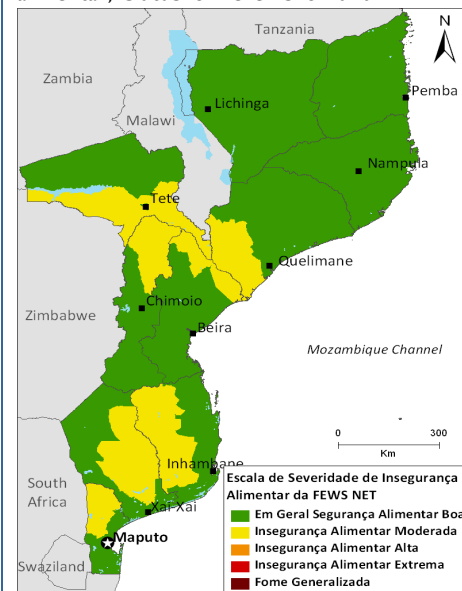 Tanzania
N
Zambia
Pemba
Lichinga
Malawi
Nampula
Tete
Quelimane
Chimoio
Zimbabwe
Beira
Mozambique Channel
0 300
Km
Inhambane
South
Africa
Xai-Xai
Maputo
Swaziland
Escala de Severidade de Insegurança
Alimentar da FEWS NET
Em Geral Segurança Alimentar Boa
Insegurança Alimentar Moderada
Insegurança Alimentar Alta
Insegurança Alimentar Extrema
Fome Generalizada